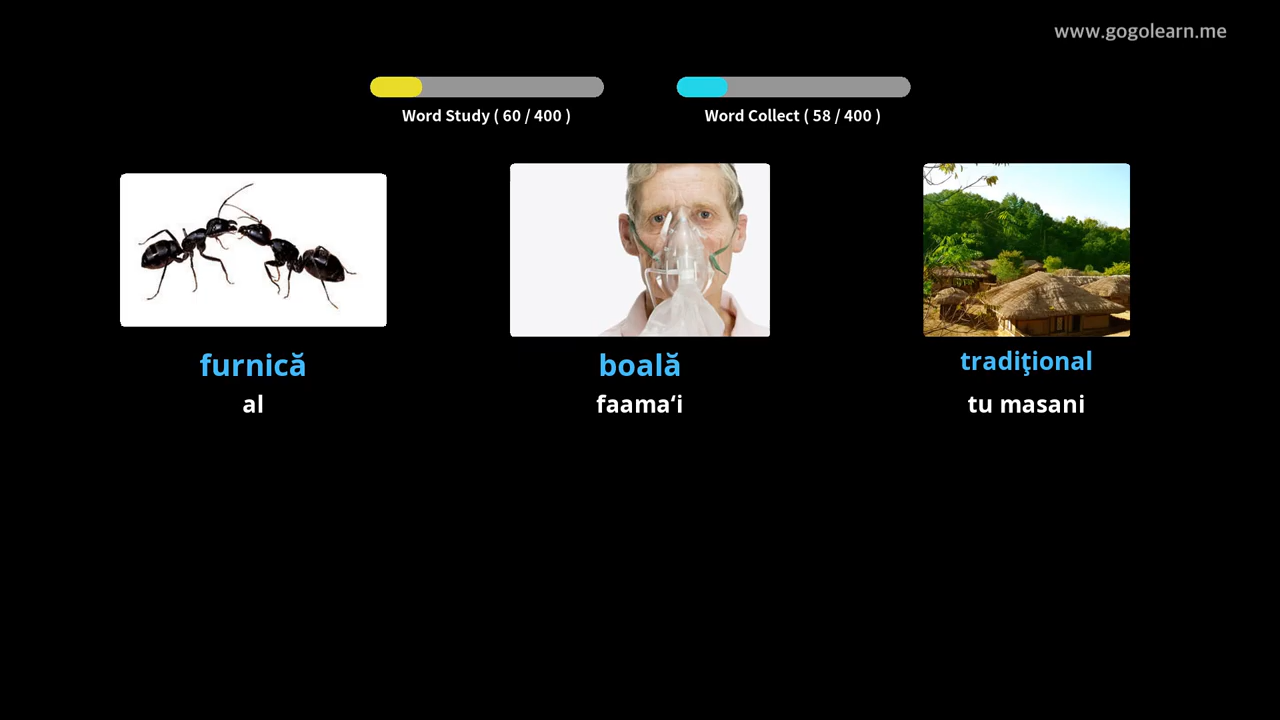 www.gogolearn.me
Word Study ( 60 / 400 )
Word Collect ( 58 / 400 )
furnică
boală
tradiţional
al
faamaʻi
tu masani